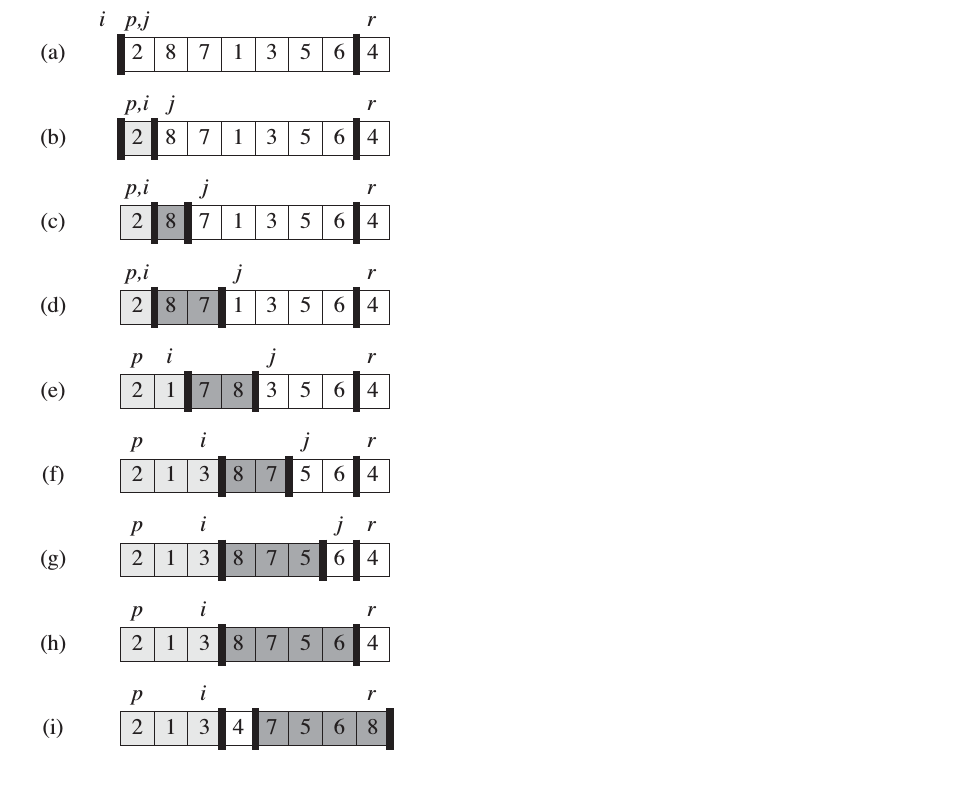 i p,j r
(a) 2 8 7 1 3 5 6 4
p,i j r
(b) 2 8 7 1 3 5 6 4
p,i j r
(c) 2 8 7 1 3 5 6 4
p,i j r
(d) 2 8 7 1 3 5 6 4
p i j r
(e) 2 1 7 8 3 5 6 4
p i j r
(f) 2 1 3 8 7 5 6 4
p i j r
(g) 2 1 3 8 7 5 6 4
p i r
(h) 2 1 3 8 7 5 6 4
p i r
(i) 2 1 3 4 7 5 6 8